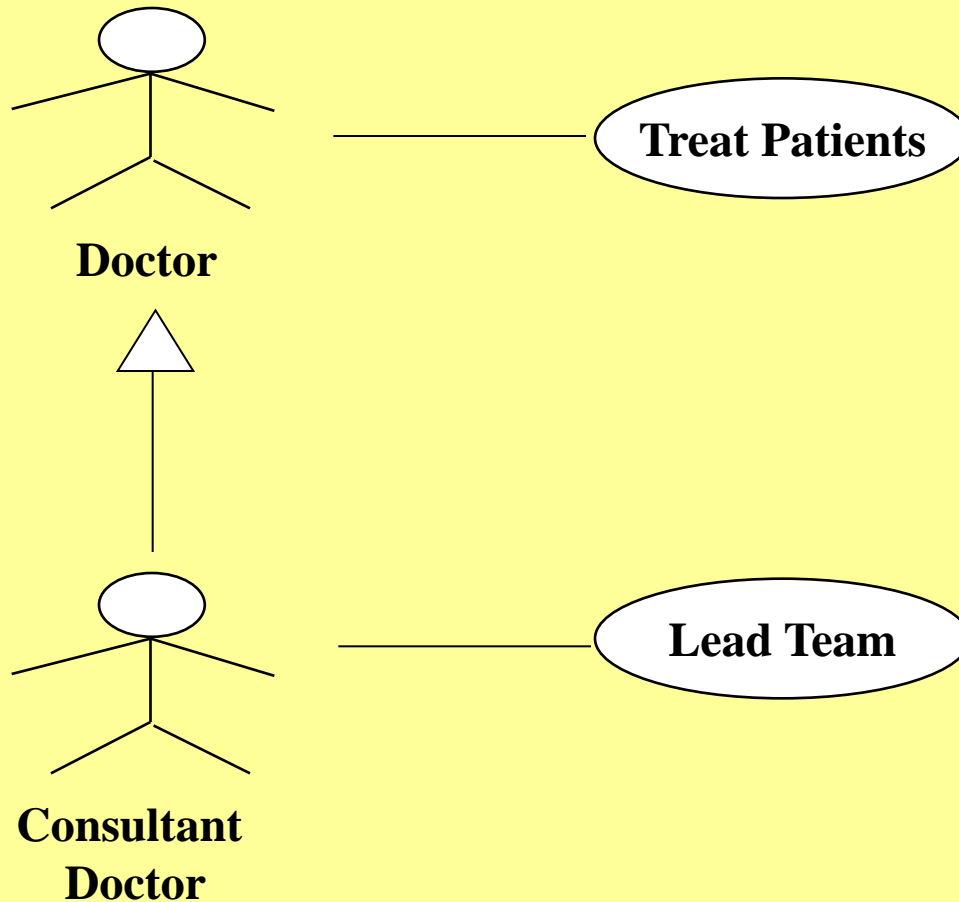 Treat Patients
Doctor
Lead Team
Consultant
Doctor